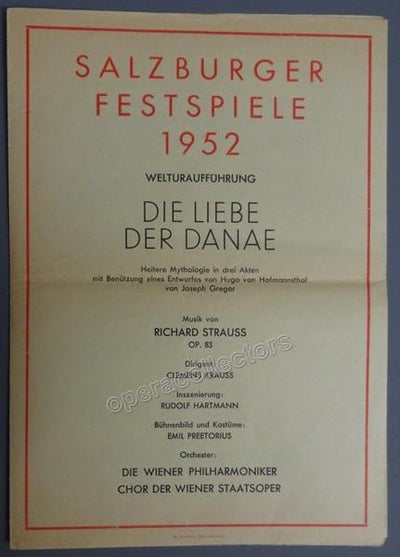 SALZBURGER
FESTSPIELE
1952
WELTURAUFFÜHRUNG
DIE LIEBE
DER DANAE
Heitere Mythologie in drei Akten
mit Benützung eines Entwurfes von Hugo von Hofmannsthal
von Joseph Gregor
Musik von
RICHARD STRAUSS
OP. 83
Dirigent:
CLEMENS KRAUSS
Inszenierung:
RUDOLF HARTMANN
Bühnenbild und Kostüme:
EMIL PREETORIUS
Orchester:
DIE WIENER PHILHARMONIKER
CHOR DER WIENER STAATSOPER
operacollectors